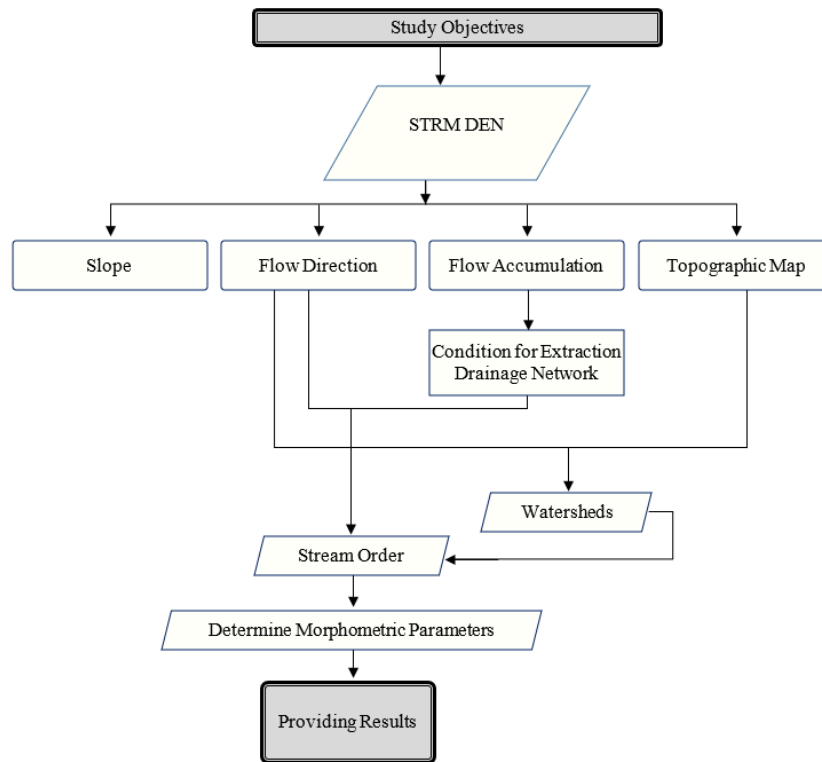 Study Objectives
STRM DEN
Slope
Flow Direction
Flow Accumulation
Topographic Map
Condition for Extraction
Drainage Network
Watersheds
Stream Order
Determine Morphometric Parameters
Providing Results